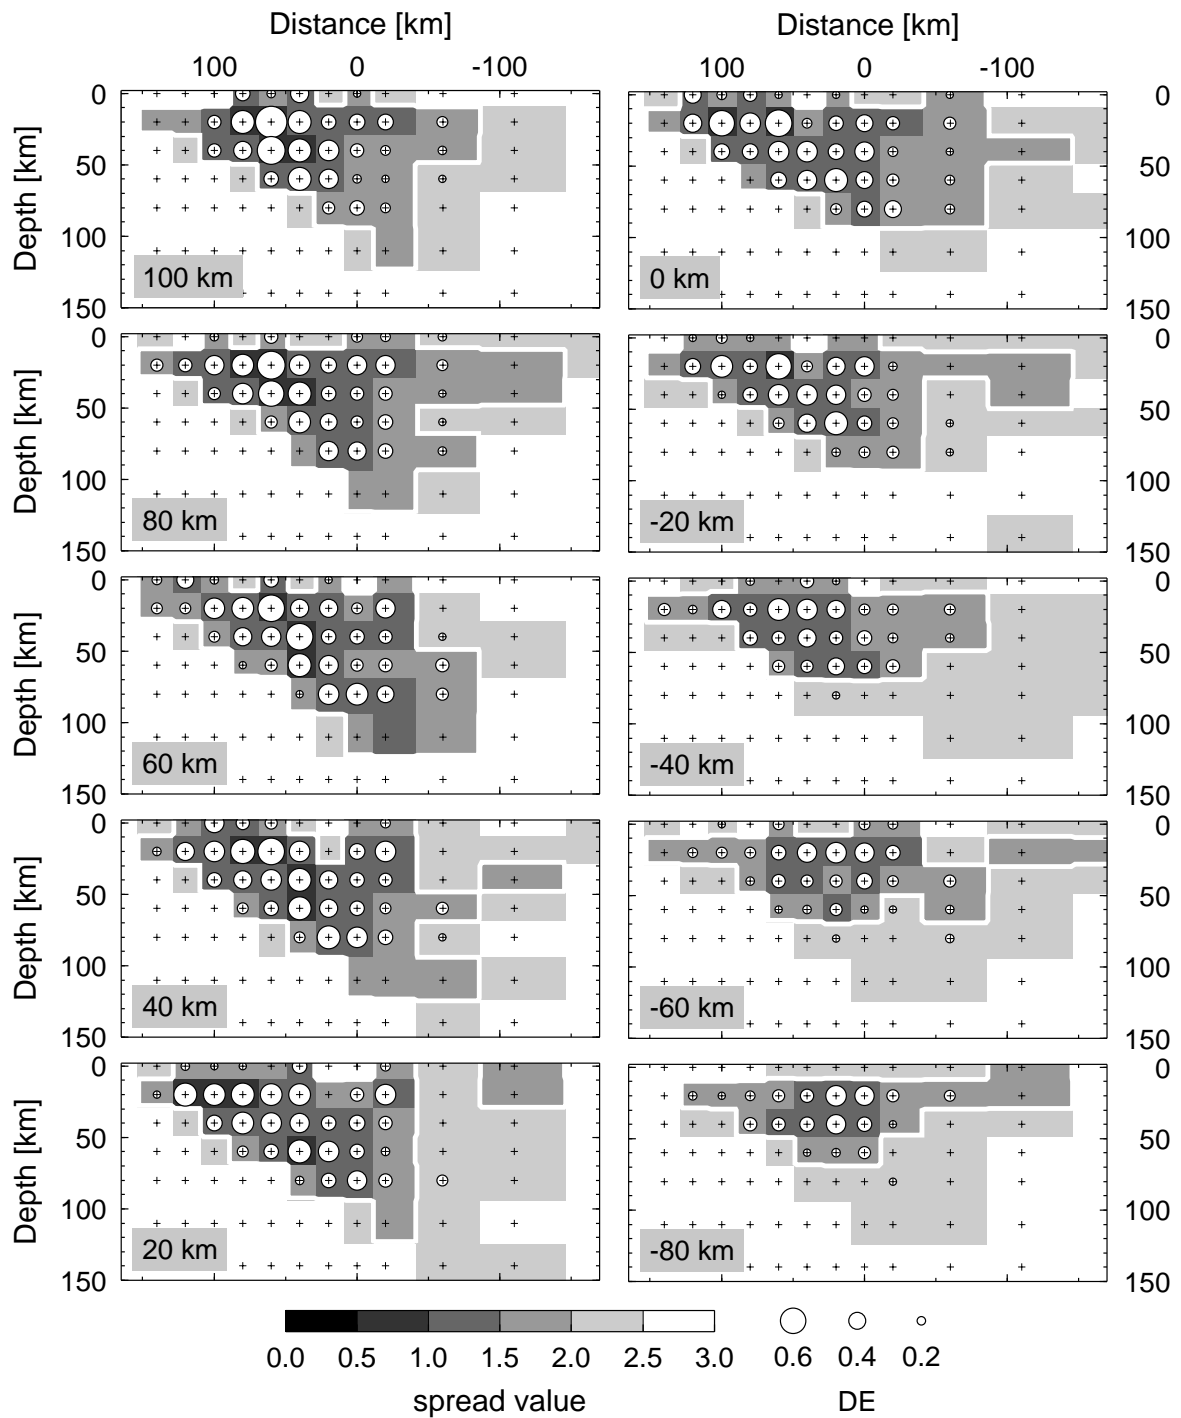 Distance [km] Distance [km]
100 0 -100 100 0 -100
Depth [km] 0 50 100 150 100 km 0 km 0 50 100 150
Depth [km] 0 50 100 150 80 km -20 km 0 50 100 150
Depth [km] 0 50 100 150 60 km -40 km 0 50 100 150
Depth [km] 0 50 100 150 40 km -60 km 0 50 100 150
Depth [km] 0 50 100 150 20 km -80 km 0 50 100 150
0.0 0.5 1.0 1.5 2.0 2.5 3.0 0.6 0.4 0.2
spread value DE